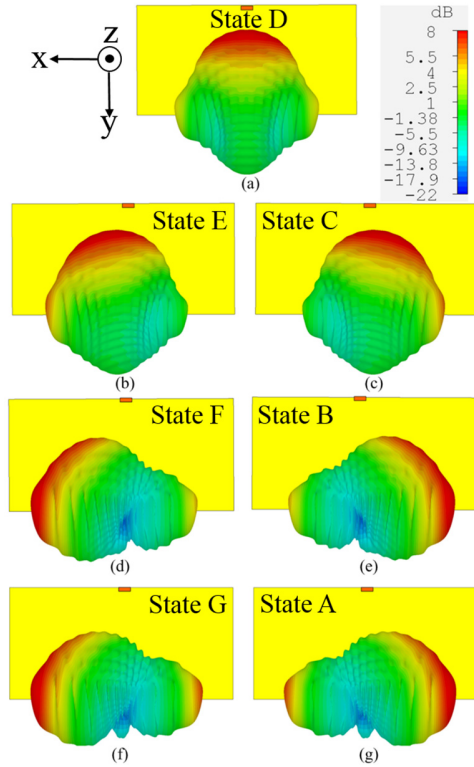 State D
dB
8
5.5
4
2.5
1
-1.38
-5.5
-9.63
-13.8
-17.9
-22
z
x
y
(a)
State E
State C
(b)
(c)
State F
State B
(d)
(e)
State G
State A
(f)
(g)